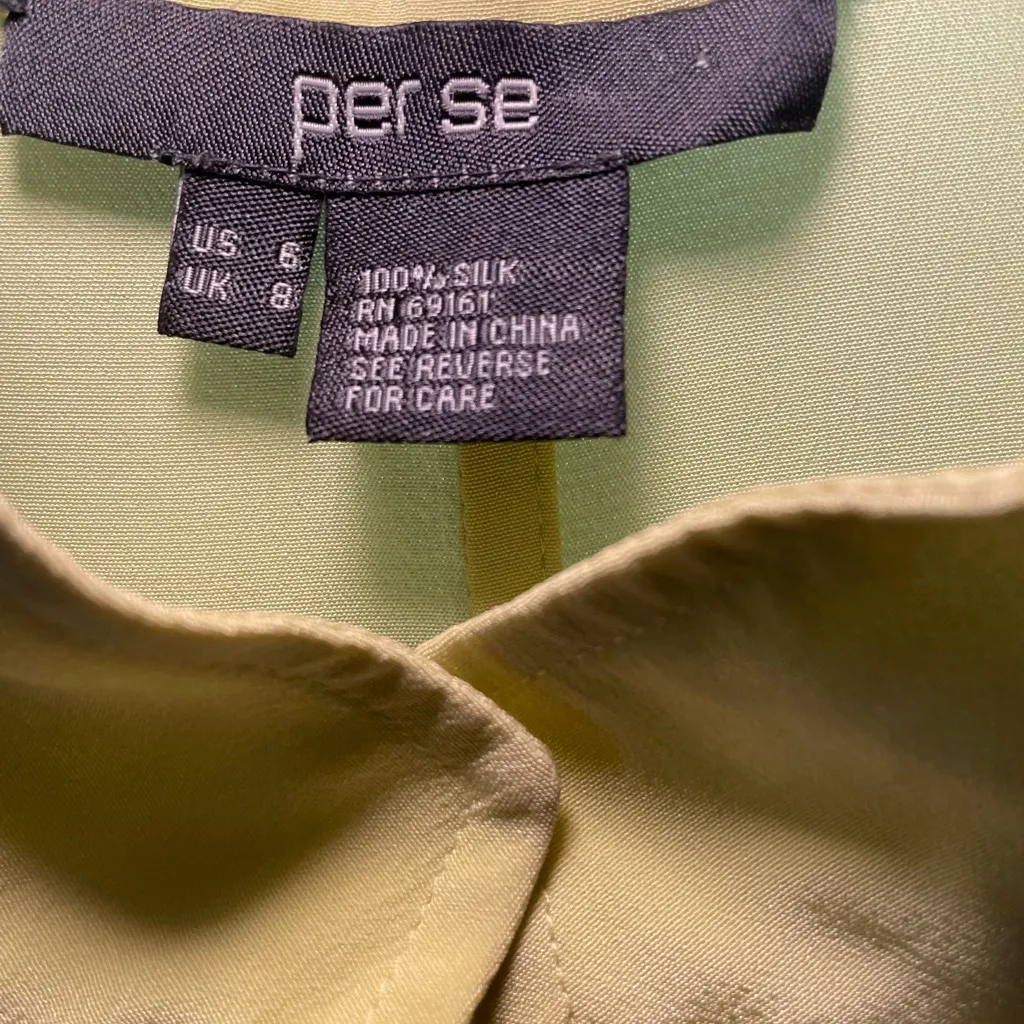 per se
US 6
UK 8
100% SILK
RN 69161
MADE IN CHINA
SEE REVERSE
FOR CARE